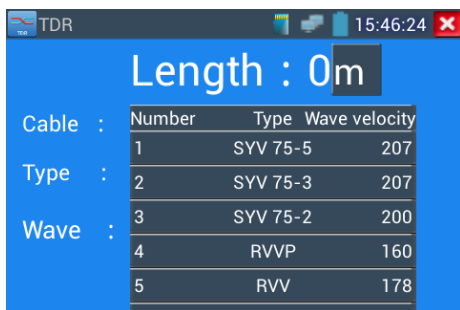 TDR 15:46:24
Length : 0m
Cable :
Type :
Wave :
Number Type Wave velocity
1 SYV 75-5 207
2 SYV 75-3 207
3 SYV 75-2 200
4 RVVP 160
5 RVV 178